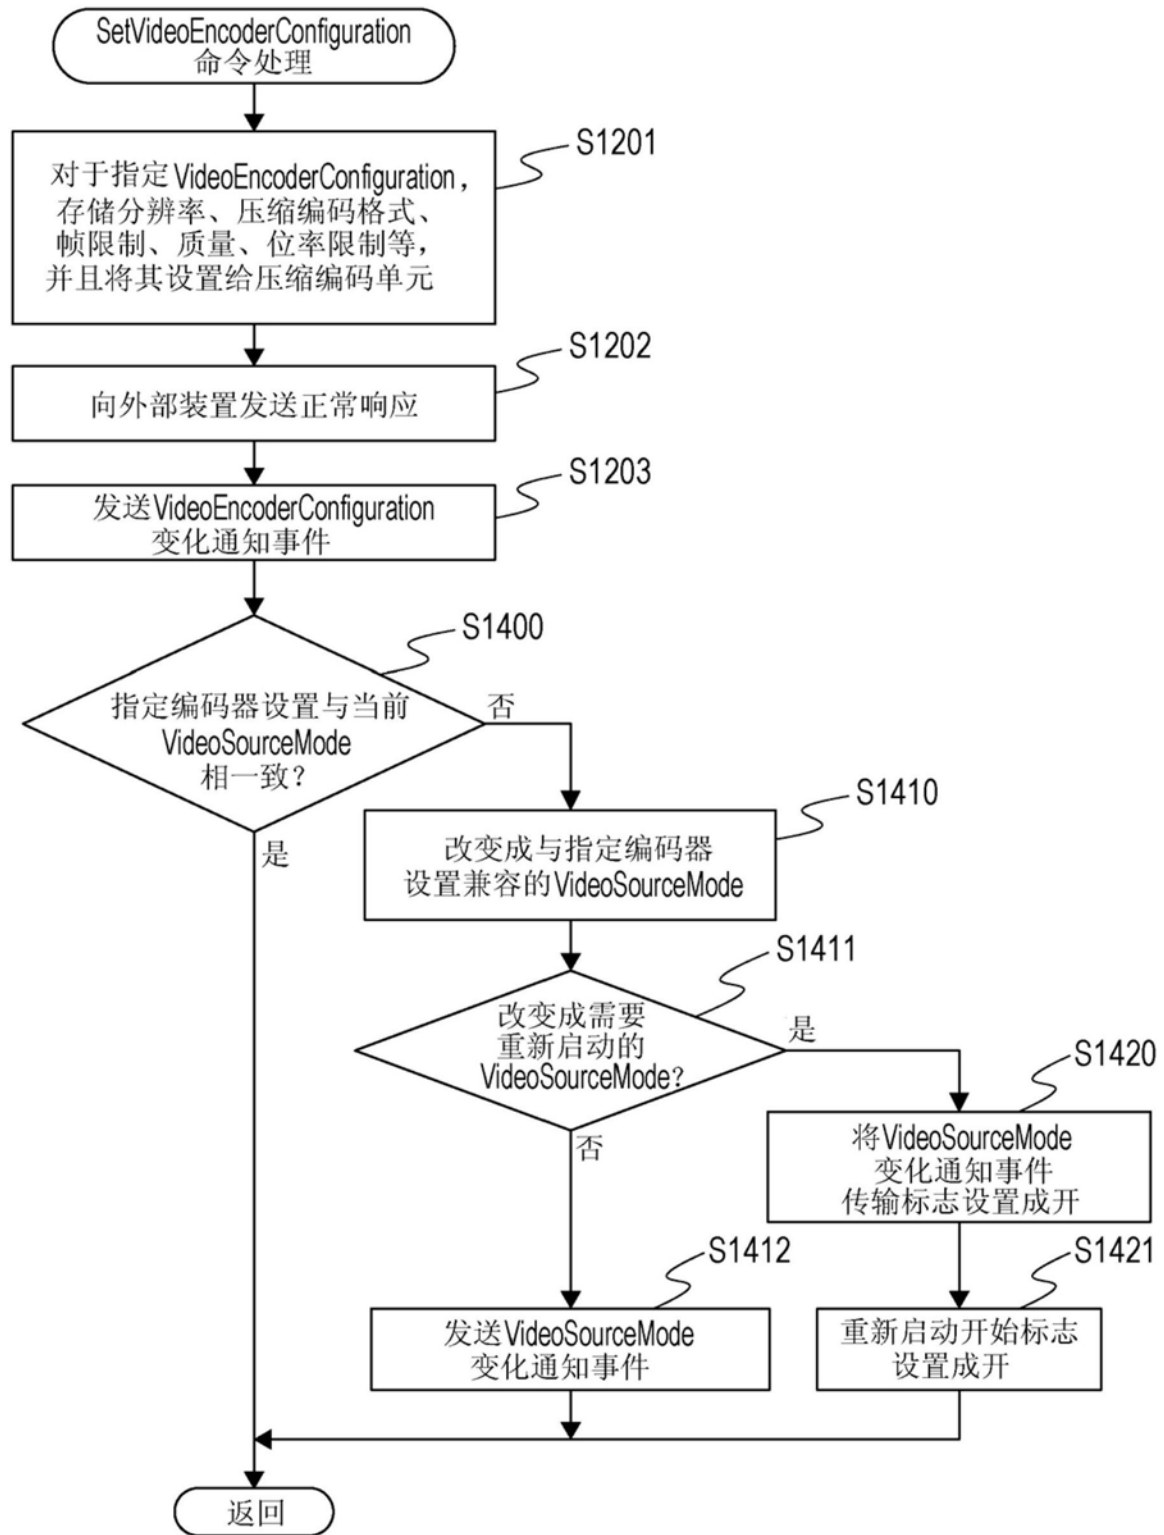 SetVideoEncoderConfiguration
命令处理
S1201
对于指定VideoEncoderConfiguration，
存储分辨率、压缩编码格式、
帧限制、质量、位率限制等，
并且将其设置给压缩编码单元
S1202
向外部装置发送正常响应
S1203
发送VideoEncoderConfiguration
变化通知事件
S1400
指定编码器设置与当前
VideoSourceMode
相一致？
否
是
S1410
改变成与指定编码器
设置兼容的VideoSourceMode
S1411
改变成需要
重新启动的
VideoSourceMode？
是
否
S1420
将VideoSourceMode
变化通知事件
传输标志设置成开
S1412
发送VideoSourceMode
变化通知事件
S1421
重新启动开始标志
设置成开
返回